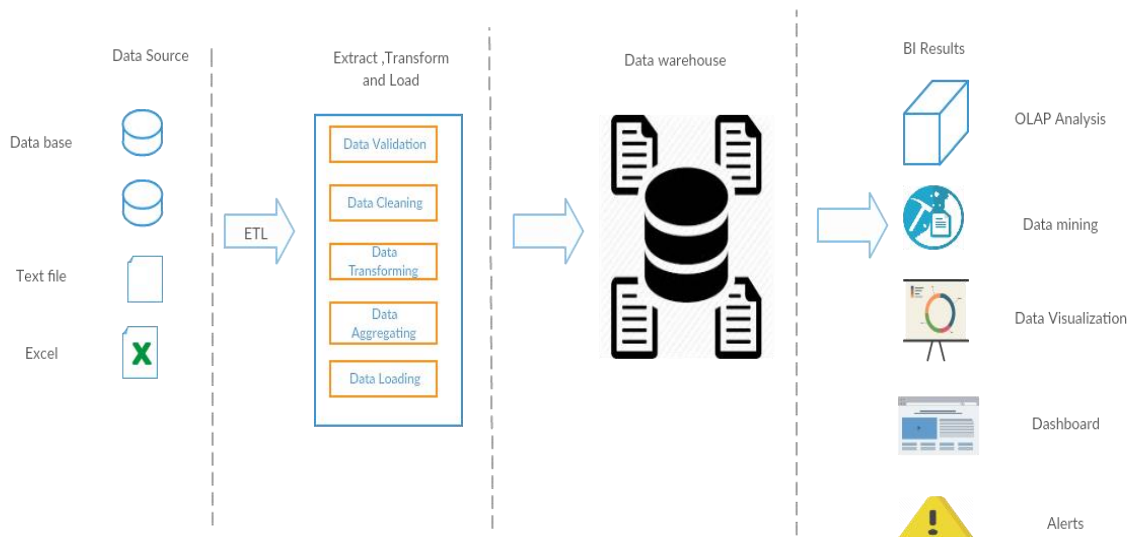 Data Source
Data base
Text file
Excel
ETL
Extract ,Transform
and Load
Data Validation
Data Cleaning
Data
Transforming
Data
Aggregating
Data Loading
Data warehouse
BI Results
OLAP Analysis
Data mining
Data Visualization
Dashboard
Alerts